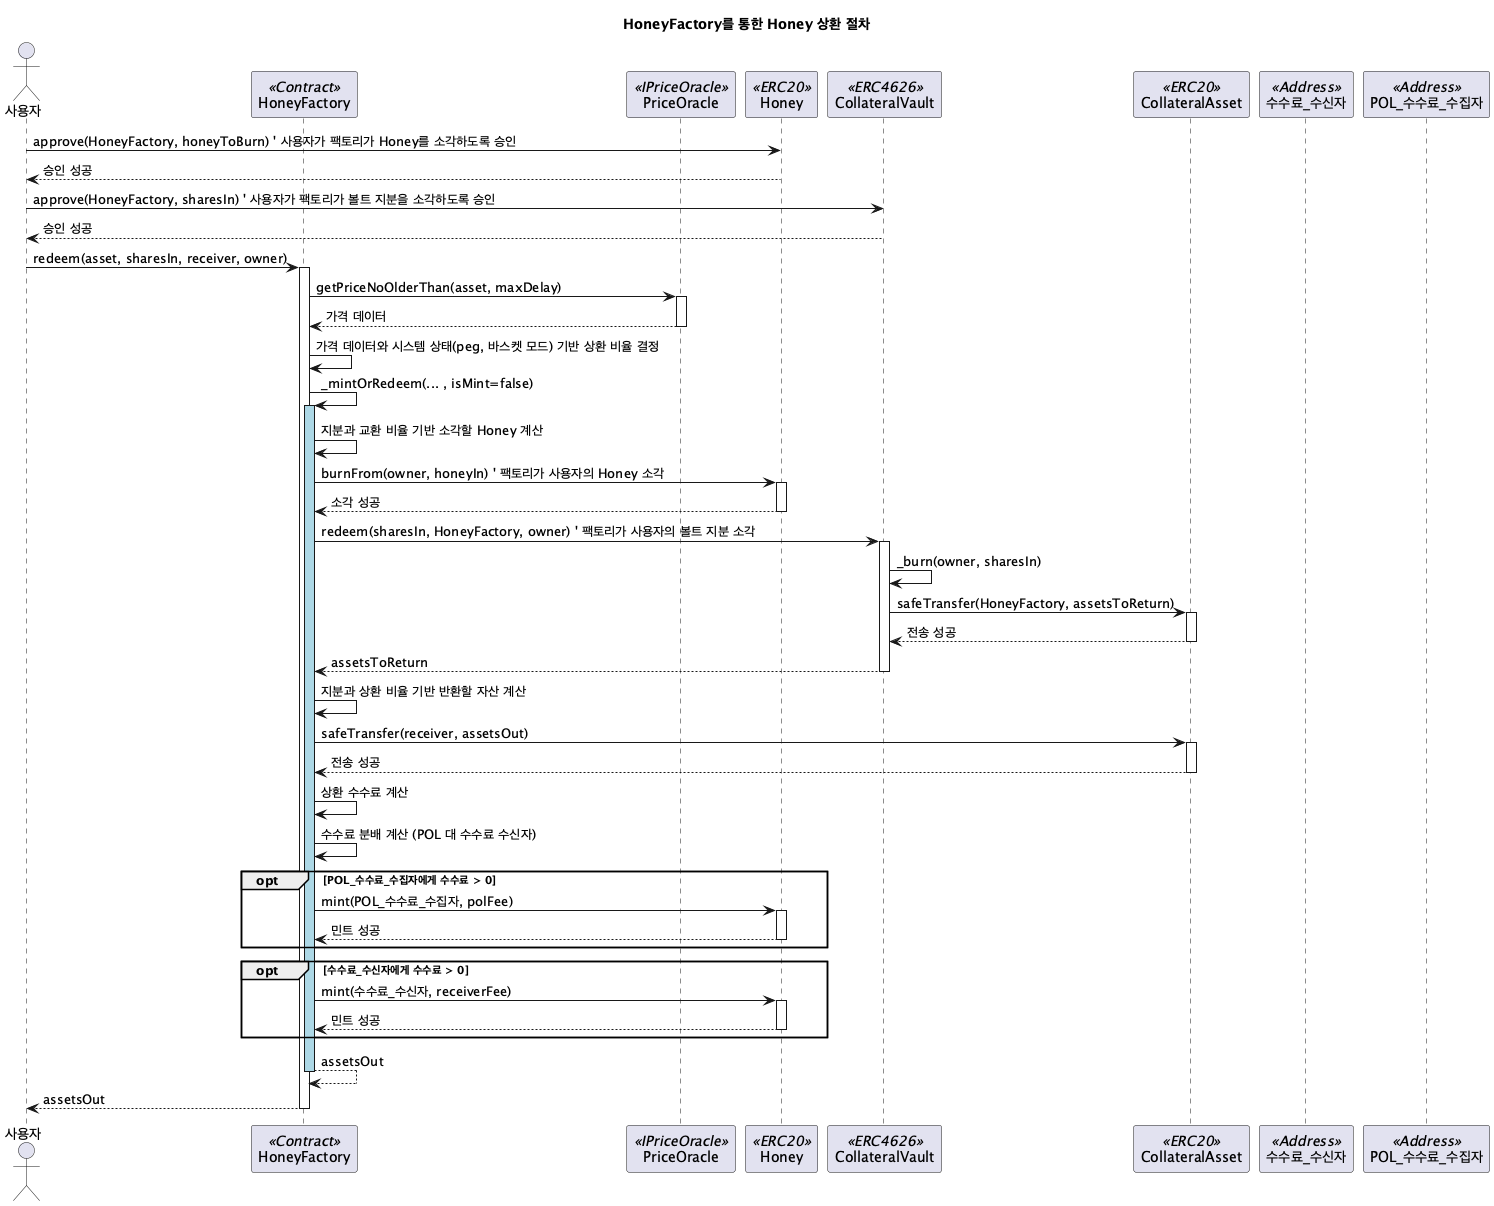 HoneyFactory를 통한 Honey 상환 절차
사용자
«Contract»
HoneyFactory
«IPriceOracle»
PriceOracle
«ERC20»
Honey
«ERC4626»
CollateralVault
«ERC20»
CollateralAsset
«Address»
수수료_수신자
«Address»
POL_수수료_수집자
approve(HoneyFactory, honeyToBurn) ' 사용자가 팩토리가 Honey를 소각하도록 승인
승인 성공
approve(HoneyFactory, sharesIn) ' 사용자가 팩토리가 볼트 지분을 소각하도록 승인
승인 성공
redeem(asset, sharesIn, receiver, owner)
getPriceNoOlderThan(asset, maxDelay)
가격 데이터
가격 데이터와 시스템 상태(peg, 바스켓 모드) 기반 상환 비율 결정
_mintOrRedeem(... , isMint=false)
지분과 교환 비율 기반 소각할 Honey 계산
burnFrom(owner, honeyIn) ' 팩토리가 사용자의 Honey 소각
소각 성공
redeem(sharesIn, HoneyFactory, owner) ' 팩토리가 사용자의 볼트 지분 소각
_burn(owner, sharesIn)
safeTransfer(HoneyFactory, assetsToReturn)
전송 성공
assetsToReturn
지분과 상환 비율 기반 반환할 자산 계산
safeTransfer(receiver, assetsOut)
전송 성공
상환 수수료 계산
수수료 분배 계산 (POL 대 수수료 수신자)
opt [POL_수수료_수집자에게 수수료 > 0]
mint(POL_수수료_수집자, polFee)
민트 성공
opt [수수료_수신자에게 수수료 > 0]
mint(수수료_수신자, receiverFee)
민트 성공
assetsOut
assetsOut
사용자
«Contract»
HoneyFactory
«IPriceOracle»
PriceOracle
«ERC20»
Honey
«ERC4626»
CollateralVault
«ERC20»
CollateralAsset
«Address»
수수료_수신자
«Address»
POL_수수료_수집자